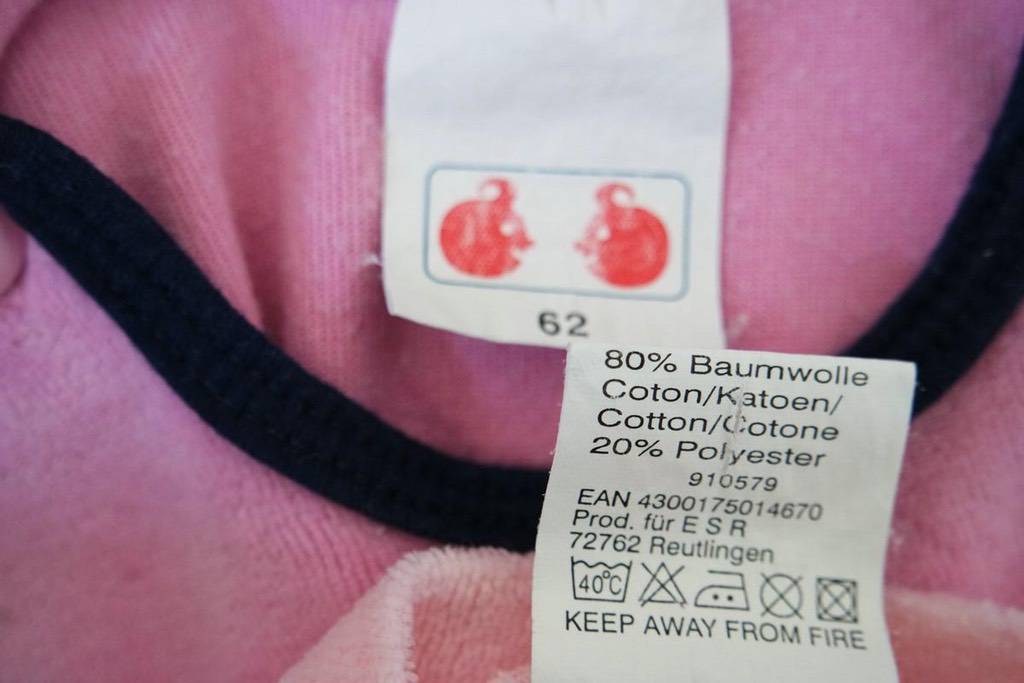 62
80% Baumwolle
Coton/Katoen/
Cotton/Cotone
20% Polyester
910579
EAN 4300175014670
Prod. für E S R
72762 Reutlingen
40°C
KEEP AWAY FROM FIRE